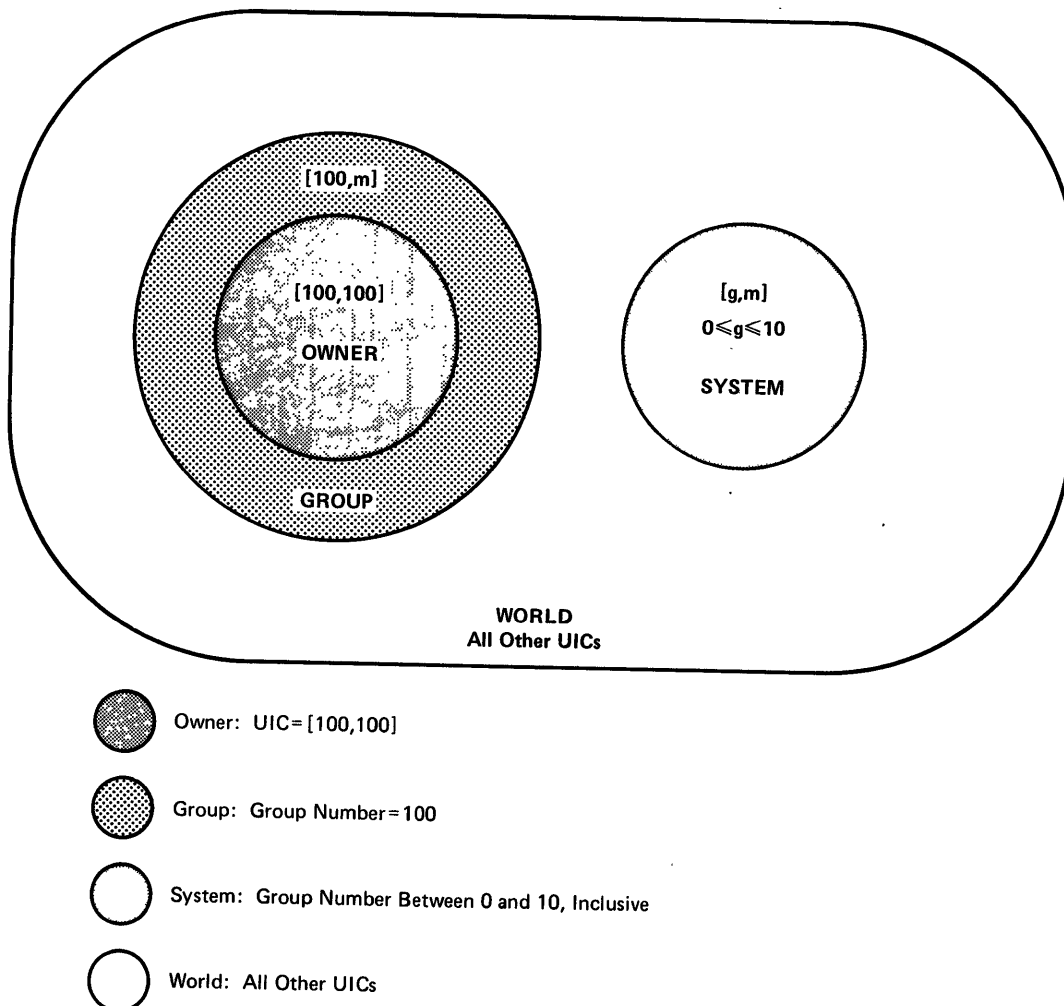 [100,m]
[100,100]
OWNER
GROUP
[g,m]
0≤g≤10
SYSTEM
WORLD
All Other UICs
Owner: UIC=[100,100]
Group: Group Number=100
System: Group Number Between 0 and 10, Inclusive
World: All Other UICs